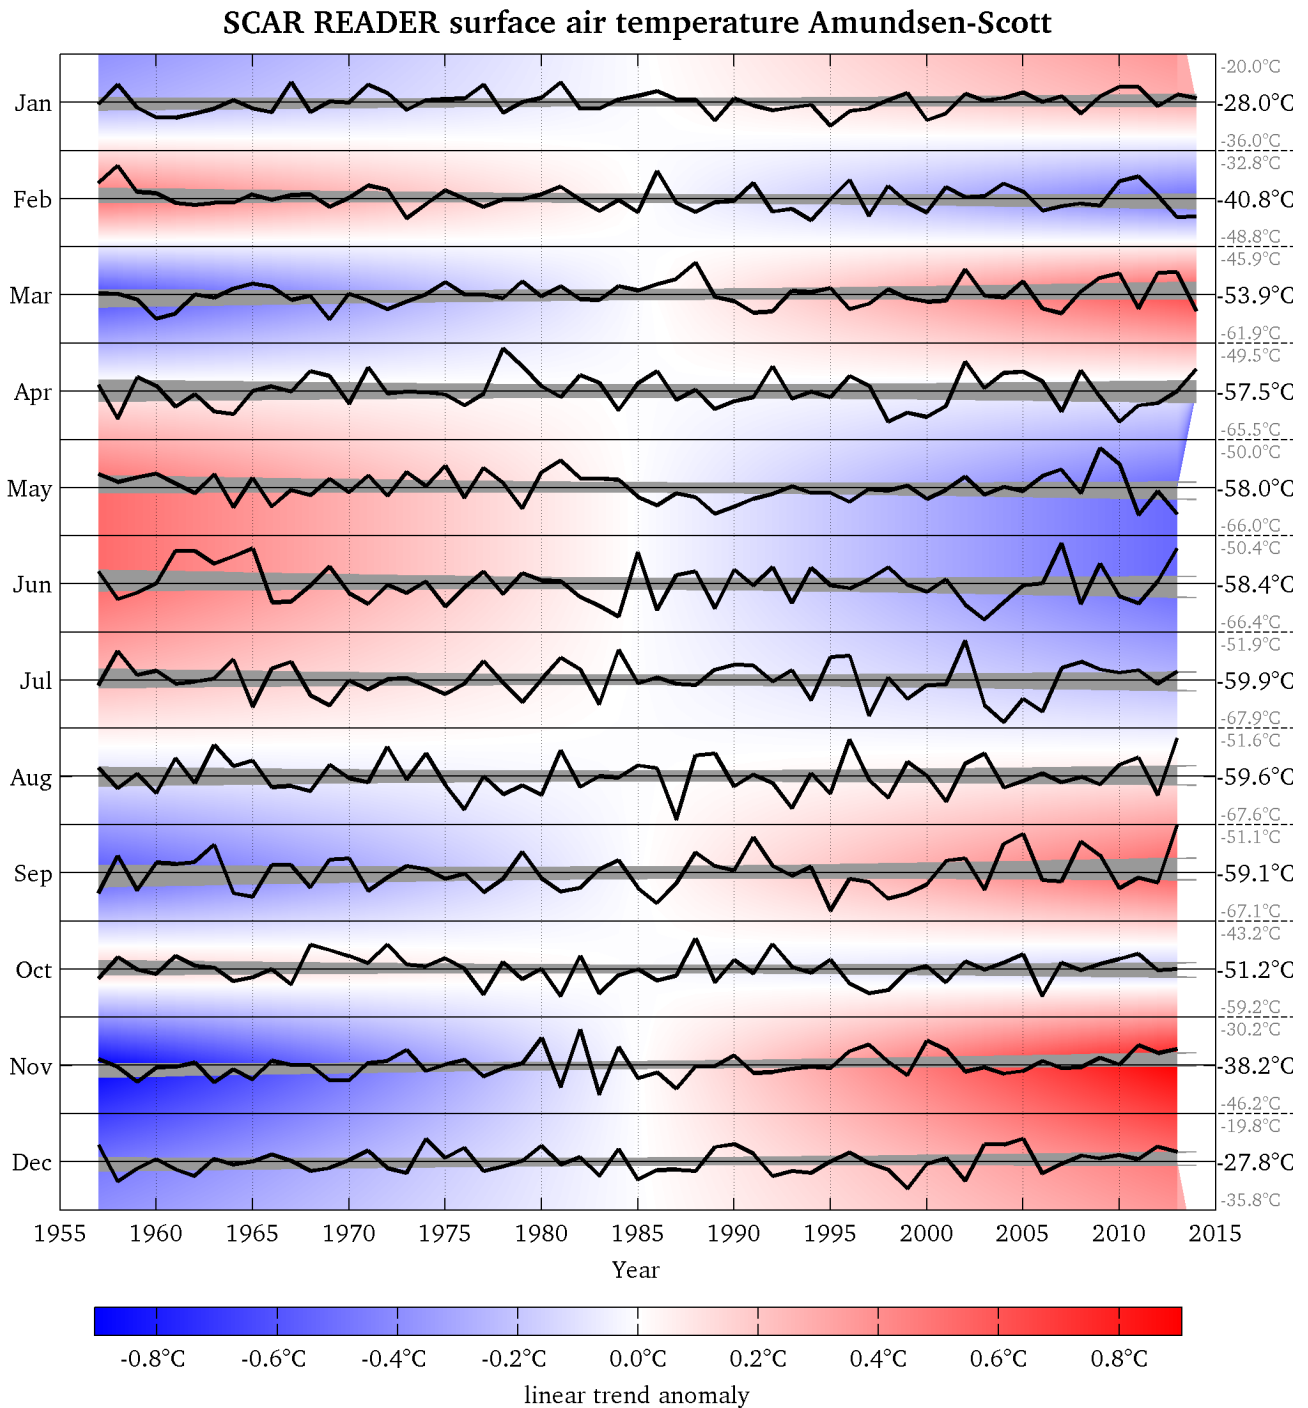 SCAR READER surface air temperature Amundsen-Scott
-20.0°C
Jan -28.0°C
-36.0°C
-32.8°C
Feb -40.8°C
-48.8°C
-45.9°C
Mar -53.9°C
-61.9°C
-49.5°C
Apr -57.5°C
-65.5°C
-50.0°C
May -58.0°C
-66.0°C
-50.4°C
Jun -58.4°C
-66.4°C
-51.9°C
Jul -59.9°C
-67.9°C
-51.6°C
Aug -59.6°C
-67.6°C
-51.1°C
Sep -59.1°C
-67.1°C
-43.2°C
Oct -51.2°C
-59.2°C
-30.2°C
Nov -38.2°C
-46.2°C
-19.8°C
Dec -27.8°C
-35.8°C
1955 1960 1965 1970 1975 1980 1985 1990 1995 2000 2005 2010 2015
Year
-0.8°C -0.6°C -0.4°C -0.2°C 0.0°C 0.2°C 0.4°C 0.6°C 0.8°C
linear trend anomaly